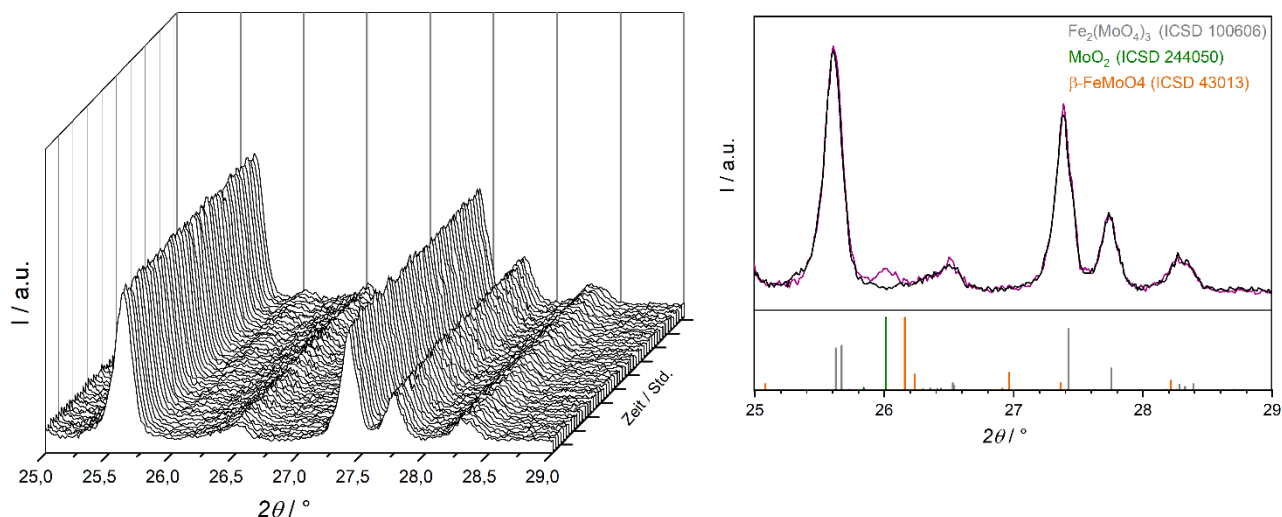 I / a.u.
25,0 25,5 26,0 26,5 27,0 27,5 28,0 28,5 29,0
2θ / °
Zeit / Std.
Fe₂(MoO₄)₃ (ICSD 100606)
MoO₂ (ICSD 244050)
β-FeMoO4 (ICSD 43013)
I / a.u.
25 26 27 28 29
2θ / °